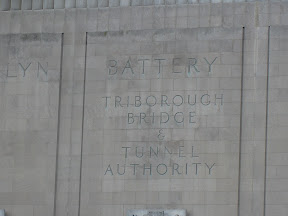 LYN BATTERY
TRIBOROUGH
BRIDGE
&
TUNNEL
AUTHORITY